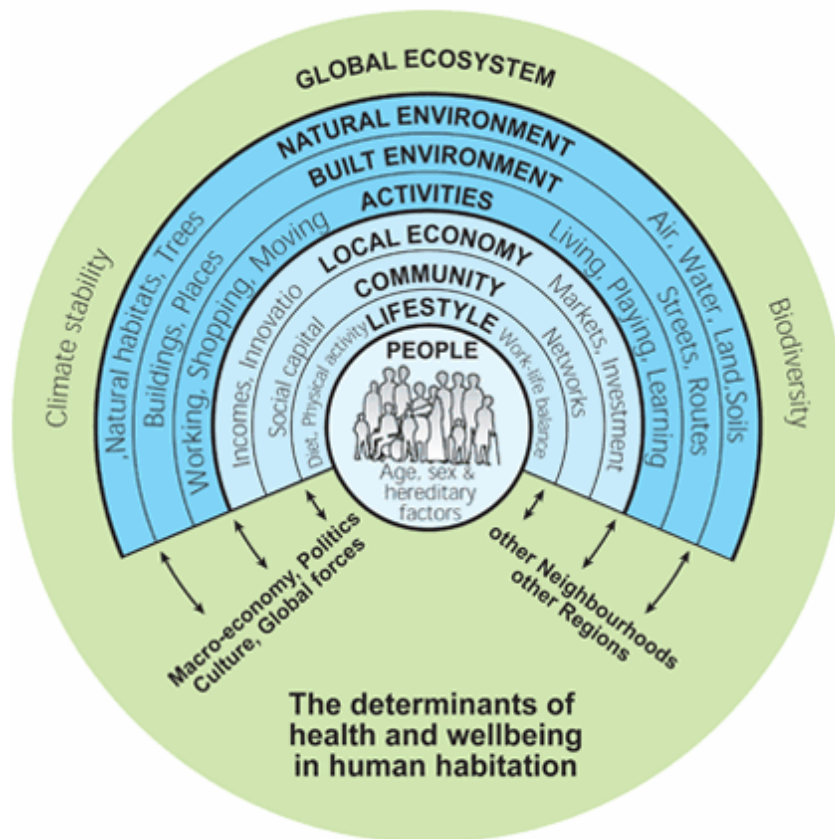 GLOBAL ECOSYSTEM
NATURAL ENVIRONMENT
BUILT ENVIRONMENT
ACTIVITIES
LOCAL ECONOMY
COMMUNITY
LIFESTYLE
PEOPLE
Age, sex &
hereditary
factors
Climate stability
,Natural habitats, Trees
Buildings, Places
Working, Shopping, Moving
Incomes, Innovatio
Social capital
Diet, Physical activity
Work-life balance
Networks
Markets, Investment
Living, Playing, Learning
Streets, Routes
Air, Water, Land,Soils
Biodiversity
Macro-economy, Politics
Culture, Global forces
other Neighbourhoods
other Regions
The determinants of
health and wellbeing
in human habitation